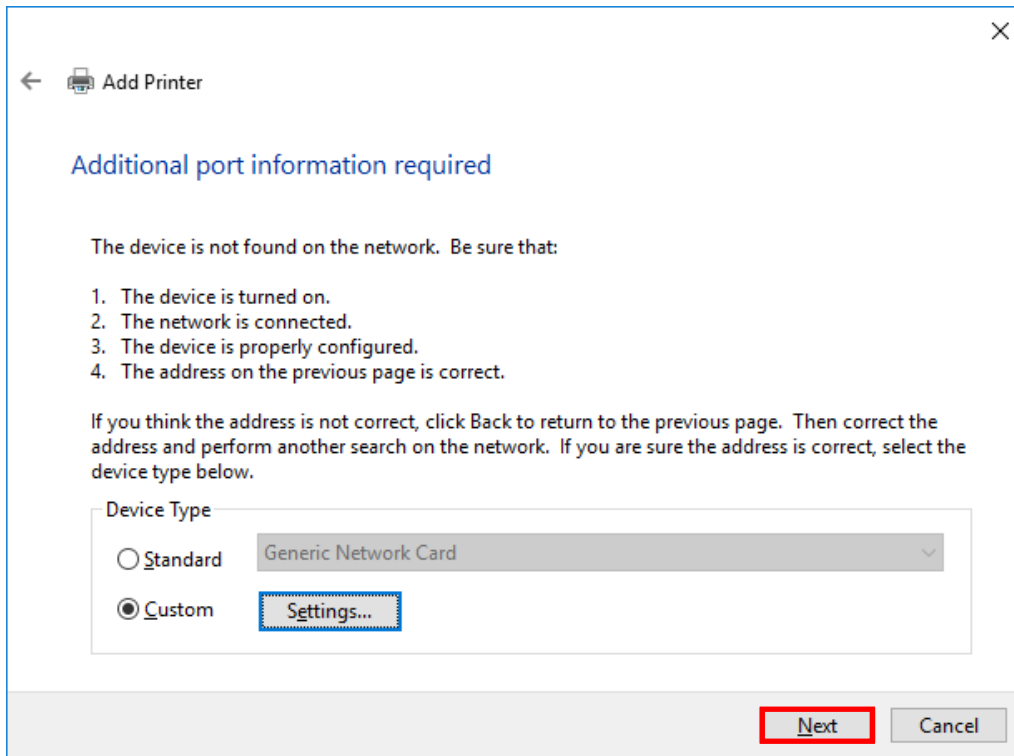 Add Printer
Additional port information required
The device is not found on the network.  Be sure that:
1.  The device is turned on.
2.  The network is connected.
3.  The device is properly configured.
4.  The address on the previous page is correct.
If you think the address is not correct, click Back to return to the previous page.  Then correct the
address and perform another search on the network.  If you are sure the address is correct, select the
device type below.
Device Type
Standard
Generic Network Card
Custom
Settings...
Next
Cancel